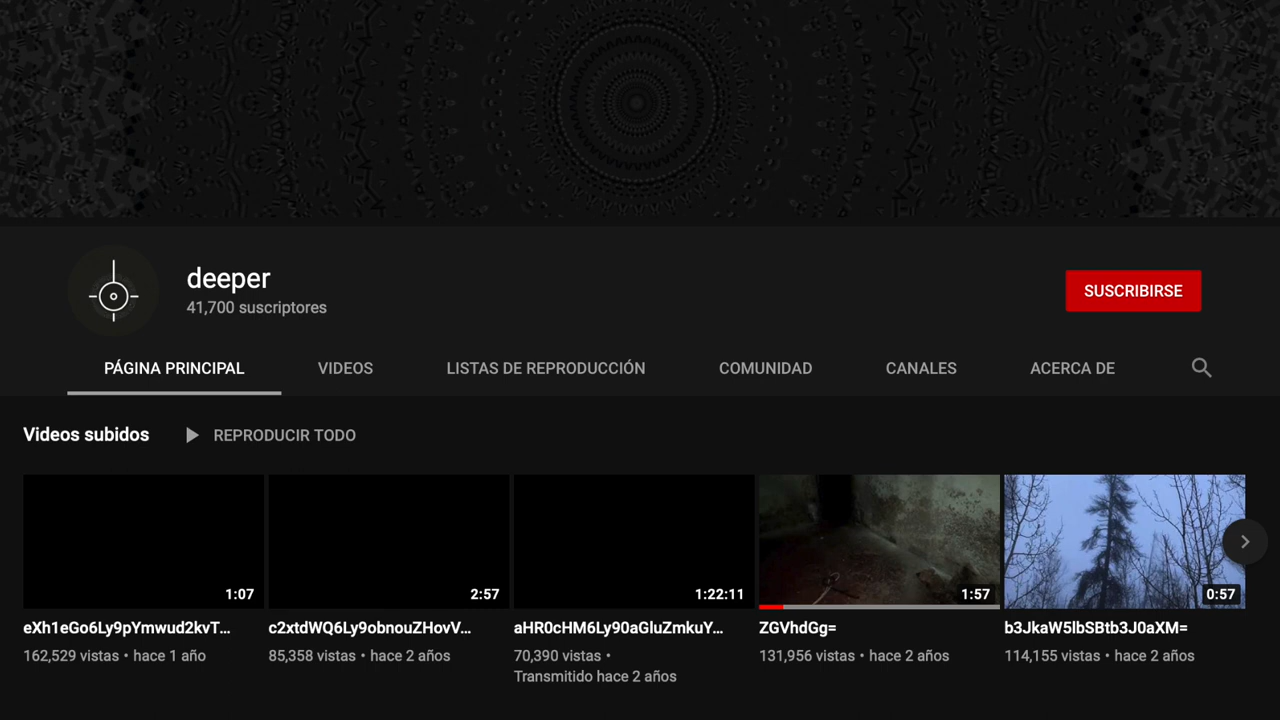 deeper
41,700 suscriptores
SUSCRIBIRSE
PÁGINA PRINCIPAL VIDEOS LISTAS DE REPRODUCCIÓN COMUNIDAD CANALES ACERCA DE
Videos subidos REPRODUCIR TODO
1:07 2:57 1:22:11 1:57 0:57
eXh1eGo6Ly9pYmwud2kvT... c2xtdWQ6Ly9obnouZHovV... aHR0cHM6Ly90aGluZmkuY... ZGVhdGg= b3JkaW5lbSBtb3J0aXM=
162,529 vistas • hace 1 año 85,358 vistas • hace 2 años 70,390 vistas • 131,956 vistas • hace 2 años 114,155 vistas • hace 2 años
Transmitido hace 2 años